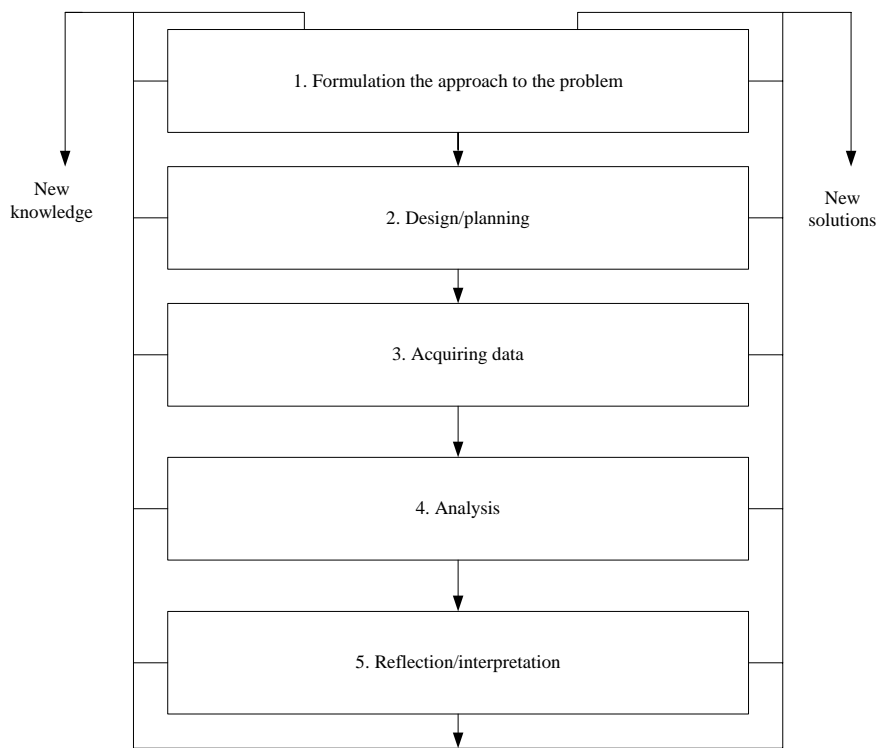 1. Formulation the approach to the problem
New
knowledge
2. Design/planning
New
solutions
3. Acquiring data
4. Analysis
5. Reflection/interpretation